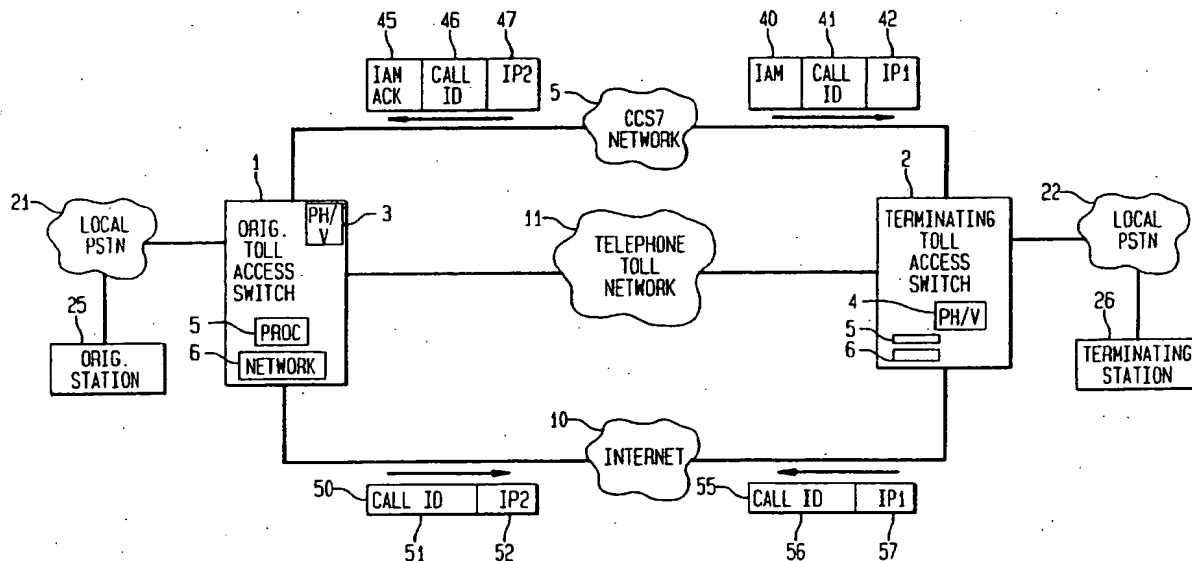 45 46 47 40 41 42
IAM ACK CALL ID IP2
IAM CALL ID IP1
5
CCS7 NETWORK
1
2
21
LOCAL PSTN
22
LOCAL PSTN
ORIG. TOLL ACCESS SWITCH
PH/V
3
11
TELEPHONE TOLL NETWORK
TERMINATING TOLL ACCESS SWITCH
4
PH/V
25
ORIG. STATION
5
PROC
6
NETWORK
5
6
26
TERMINATING STATION
10
INTERNET
50
CALL ID IP2
55
CALL ID IP1
51 52 56 57